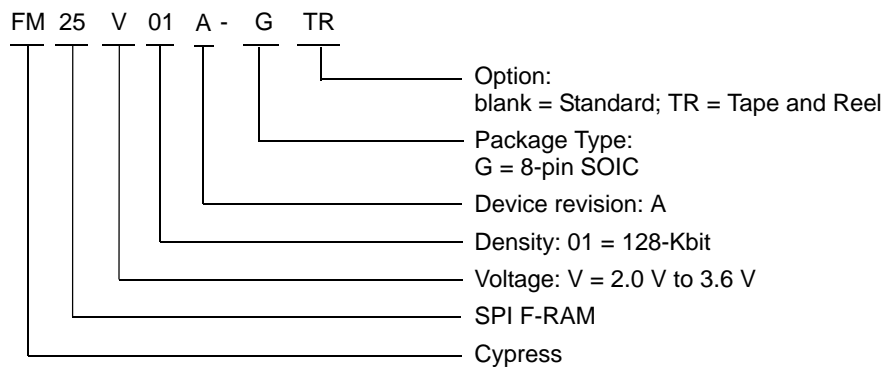 FM 25 V 01 A - G TR
Option:
blank = Standard; TR = Tape and Reel
Package Type:
G = 8-pin SOIC
Device revision: A
Density: 01 = 128-Kbit
Voltage: V = 2.0 V to 3.6 V
SPI F-RAM
Cypress